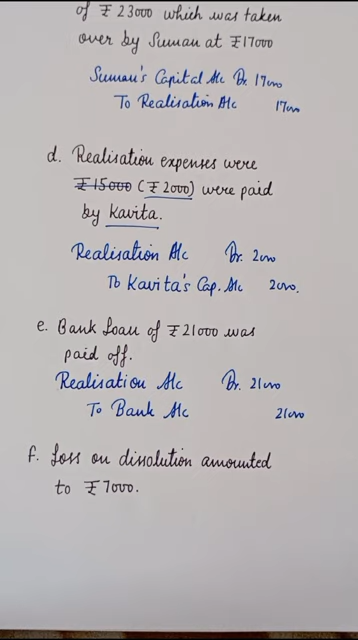 of ₹ 23000 which was taken
over by Suman at ₹17000
Suman's Capital A/c Dr. 17000
To Realisation A/c 17000
d. Realisation expenses were
₹15000 (₹2000) were paid
by Kavita.
Realisation A/c Dr. 2000
To Kavita's Cap. A/c 2000.
e. Bank Loan of ₹21000 was
paid off.
Realisation A/c Dr. 21000
To Bank A/c 21000
f. Loss on dissolution amounted
to ₹7000.